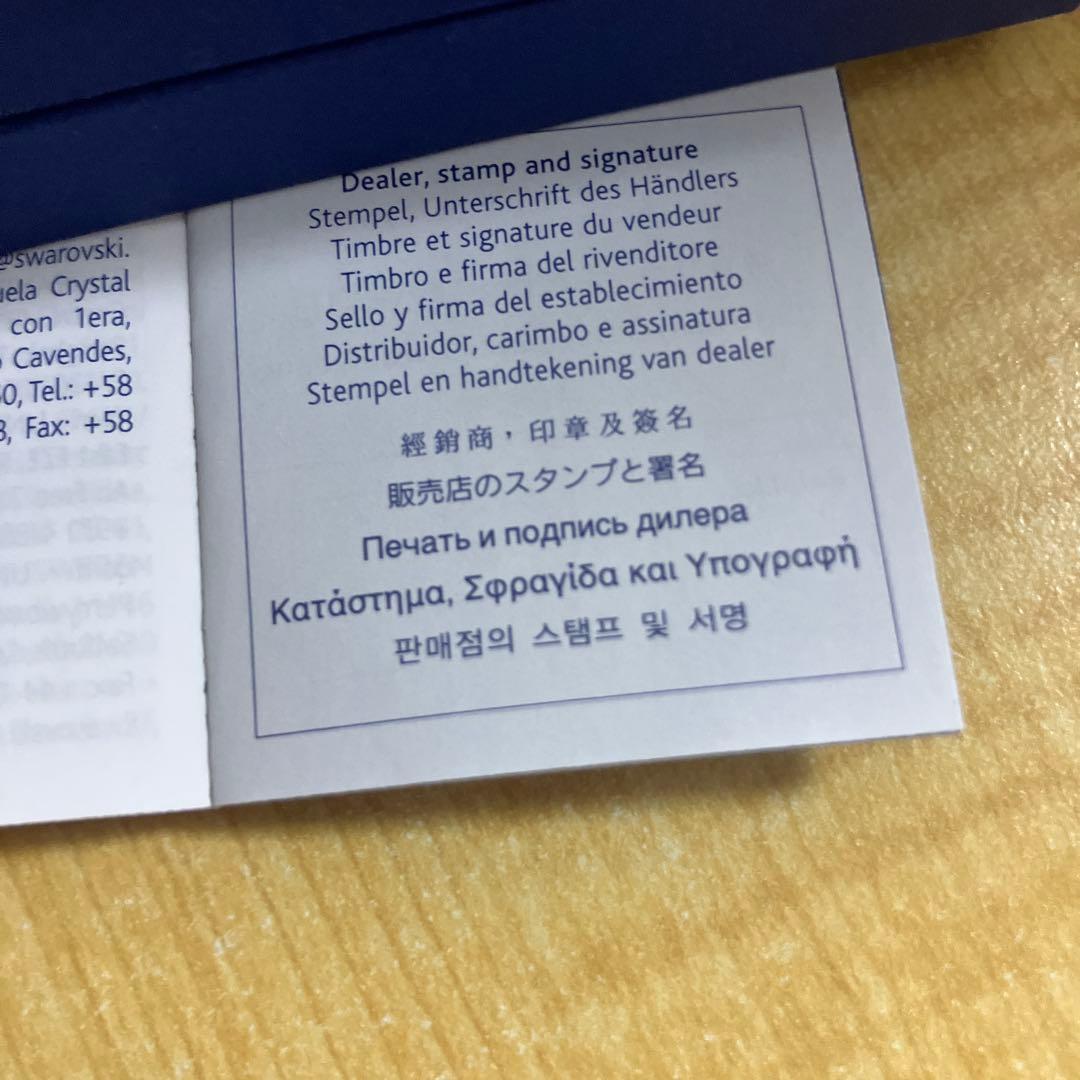 @swarovski.
uela Crystal
con 1era,
Cavendes,
0, Tel.: +58
8, Fax: +58
Dealer, stamp and signature
Stempel, Unterschrift des Händlers
Timbre et signature du vendeur
Timbro e firma del rivenditore
Sello y firma del establecimiento
Distribuidor, carimbo e assinatura
Stempel en handtekening van dealer
經銷商，印章及簽名
販売店のスタンプと署名
Печать и подпись дилера
Κατάστημα, Σφραγίδα και Υπογραφή
판매점의 스탬프 및 서명